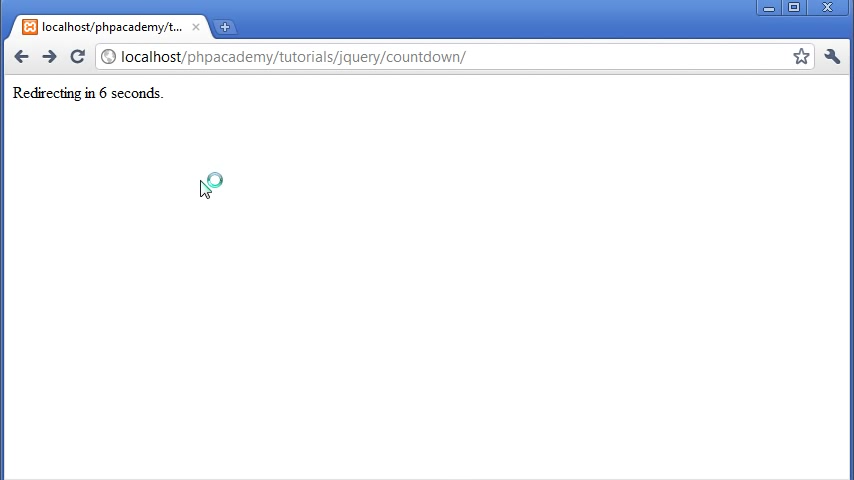 localhost/phpacademy/t...
localhost/phpacademy/tutorials/jquery/countdown/
Redirecting in 6 seconds.